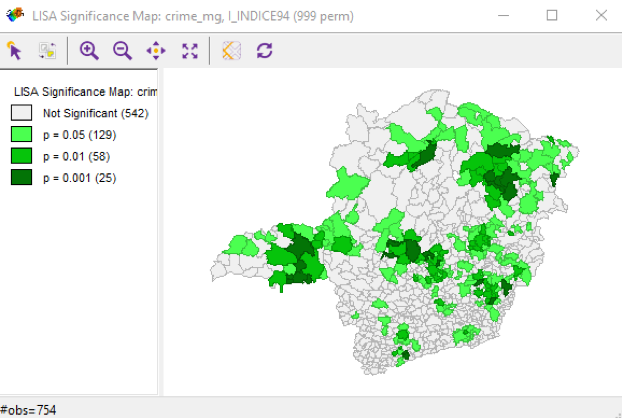 LISA Significance Map: crime_mg, I_INDICE94 (999 perm)
LISA Significance Map: crim
Not Significant (542)
p = 0.05 (129)
p = 0.01 (58)
p = 0.001 (25)
#obs=754